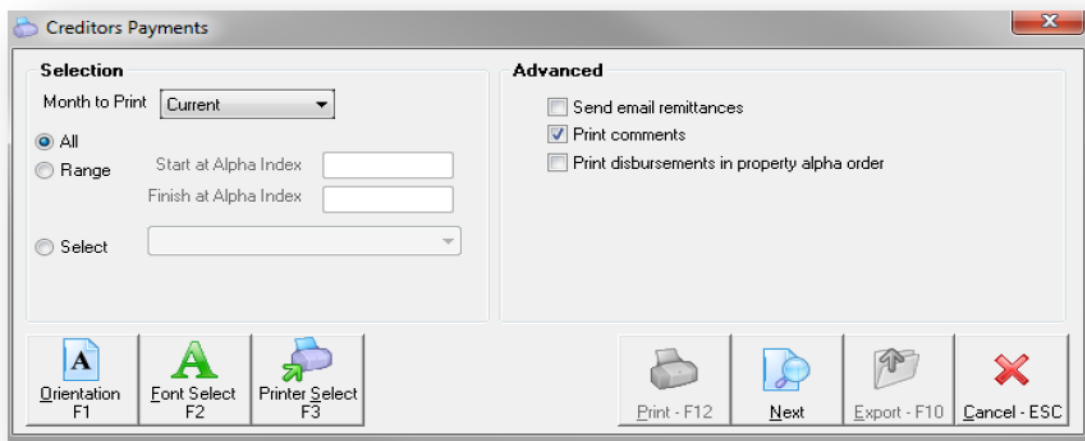 Creditors Payments
x
Selection
Month to Print Current
All
Range Start at Alpha Index
Finish at Alpha Index
Select
Advanced
Send email remittances
Print comments
Print disbursements in property alpha order
A
Orientation
F1
A
Font Select
F2
Printer Select
F3
Print - F12
Next
Export - F10
Cancel - ESC